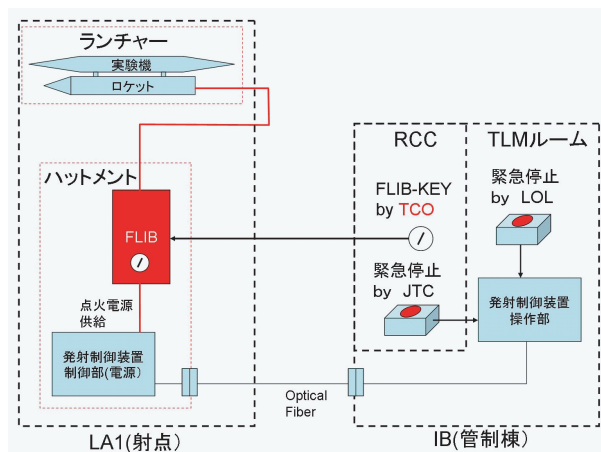 ランチャー
実験機
ロケット
ハットメント
FLIB
点火電源
供給
発射制御装置
制御部(電源)
LA1(射点)
Optical
Fiber
RCC
FLIB-KEY
by TCO
緊急停止
by JTC
TLMルーム
緊急停止
by LOL
発射制御装置
操作部
IB(管制棟)